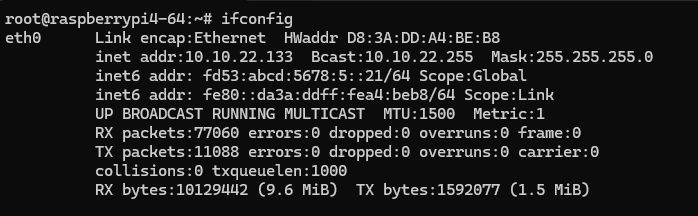 root@raspberrypi4-64:~# ifconfig
eth0      Link encap:Ethernet  HWaddr D8:3A:DD:A4:BE:B8
          inet addr:10.10.22.133  Bcast:10.10.22.255  Mask:255.255.255.0
          inet6 addr: fd53:abcd:5678:5::21/64 Scope:Global
          inet6 addr: fe80::da3a:ddff:fea4:beb8/64 Scope:Link
          UP BROADCAST RUNNING MULTICAST  MTU:1500  Metric:1
          RX packets:77060 errors:0 dropped:0 overruns:0 frame:0
          TX packets:11088 errors:0 dropped:0 overruns:0 carrier:0
          collisions:0 txqueuelen:1000
          RX bytes:10129442 (9.6 MiB)  TX bytes:1592077 (1.5 MiB)